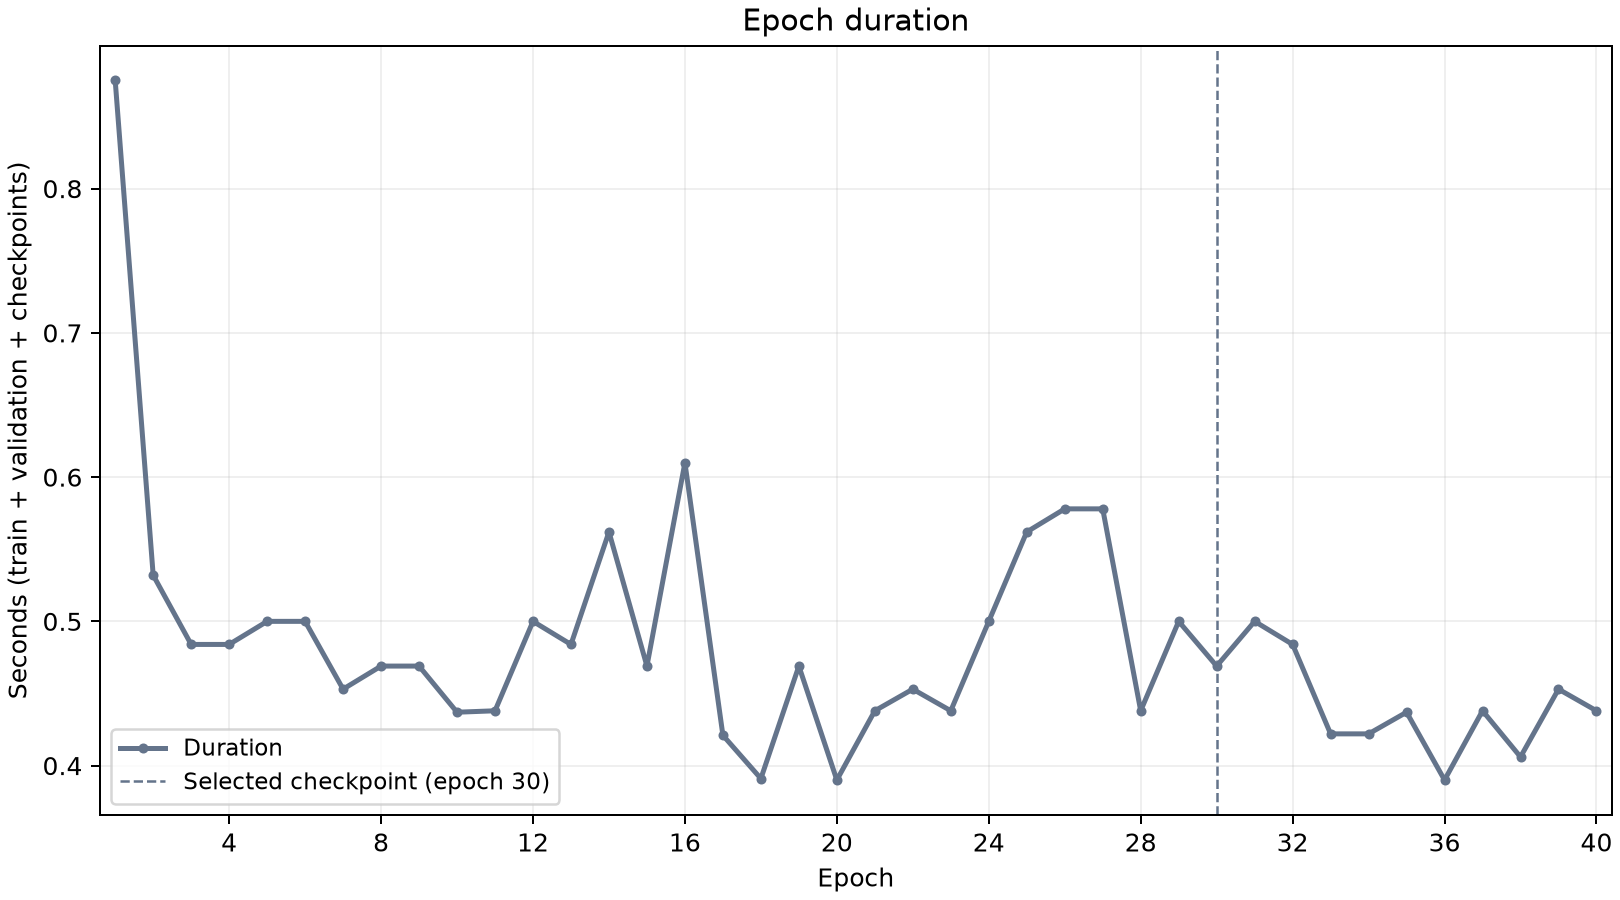 Epoch duration
Seconds (train + validation + checkpoints)
0.8
0.7
0.6
0.5
0.4
Duration
Selected checkpoint (epoch 30)
4 8 12 16 20 24 28 32 36 40
Epoch